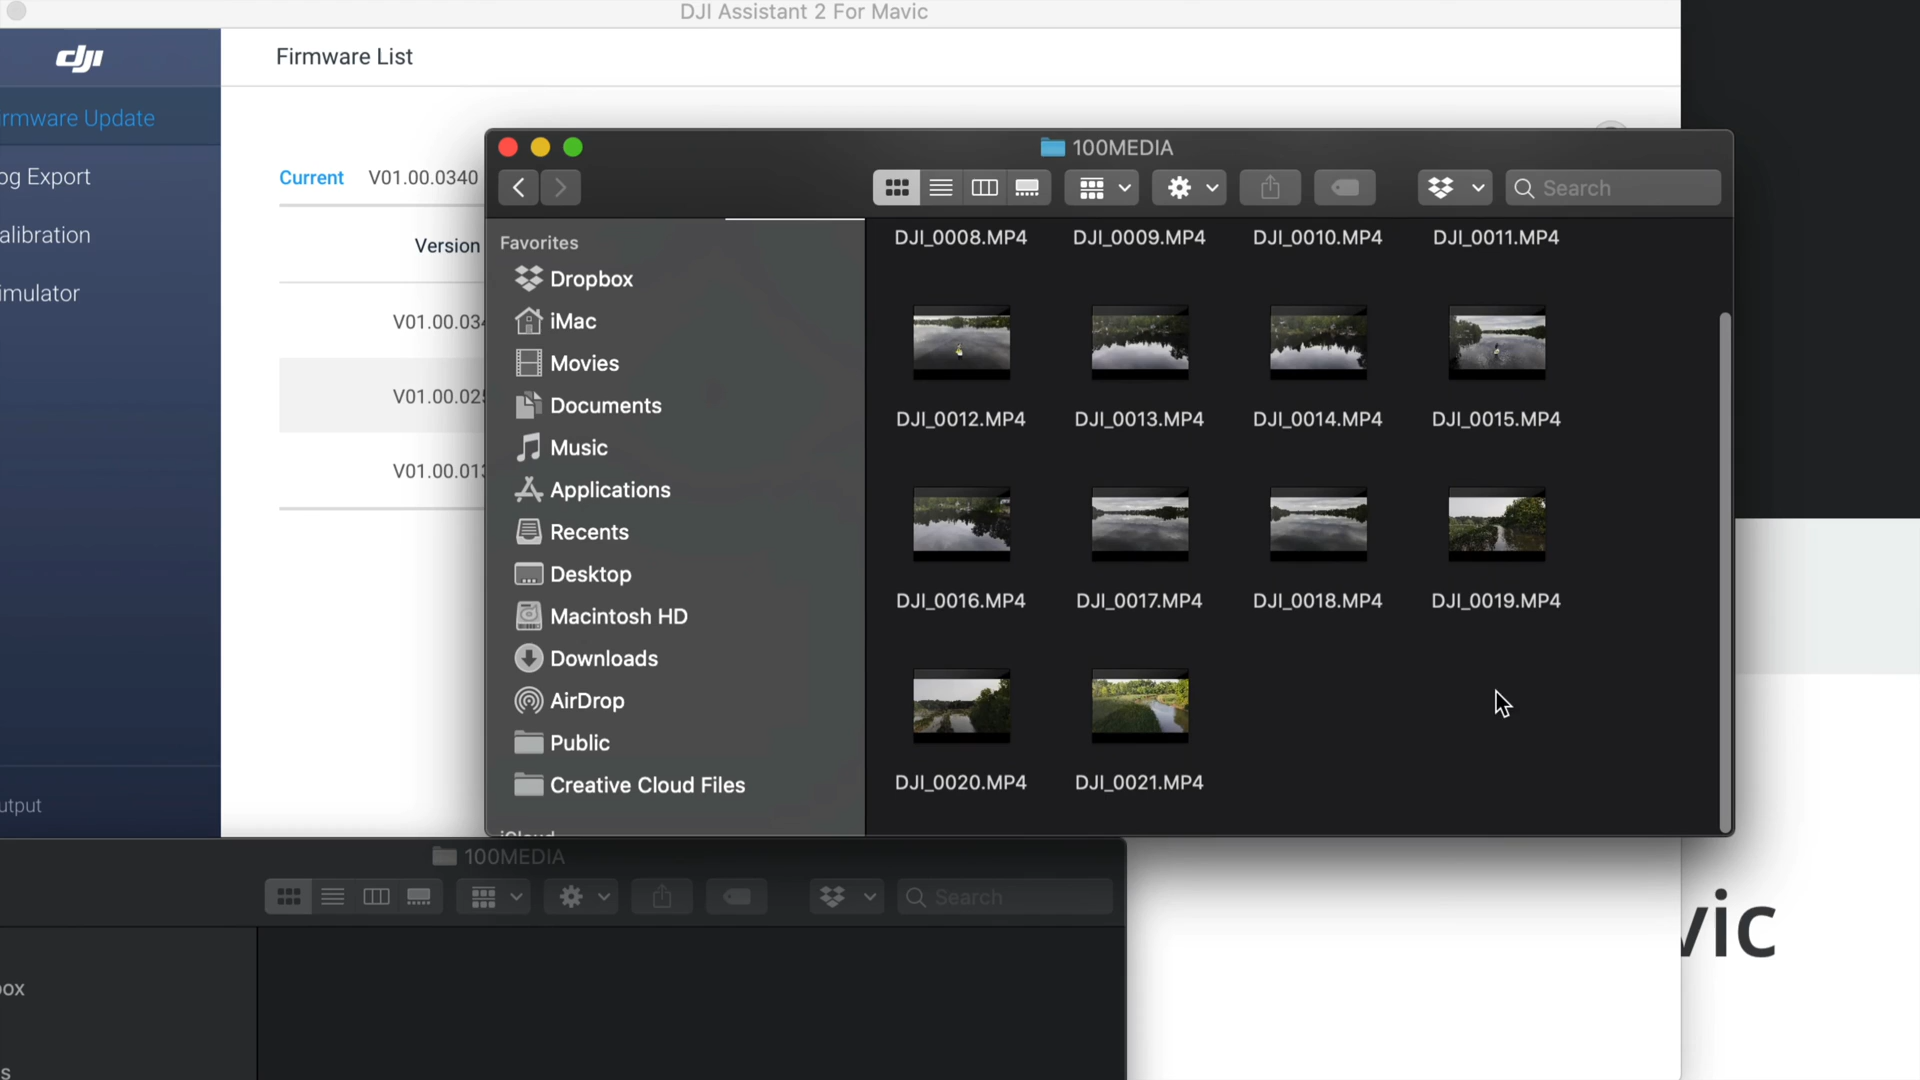 DJI Assistant 2 For Mavic
dji
Firmware List
rmware Update
og Export
alibration
imulator
utput
Current V01.00.0340
Version
V01.00.034
V01.00.025
V01.00.013
100MEDIA
Search
Favorites
Dropbox
iMac
Movies
Documents
Music
Applications
Recents
Desktop
Macintosh HD
Downloads
AirDrop
Public
Creative Cloud Files
iCloud
DJI_0008.MP4 DJI_0009.MP4 DJI_0010.MP4 DJI_0011.MP4
DJI_0012.MP4 DJI_0013.MP4 DJI_0014.MP4 DJI_0015.MP4
DJI_0016.MP4 DJI_0017.MP4 DJI_0018.MP4 DJI_0019.MP4
DJI_0020.MP4 DJI_0021.MP4
100MEDIA
Search
ox
s
vic